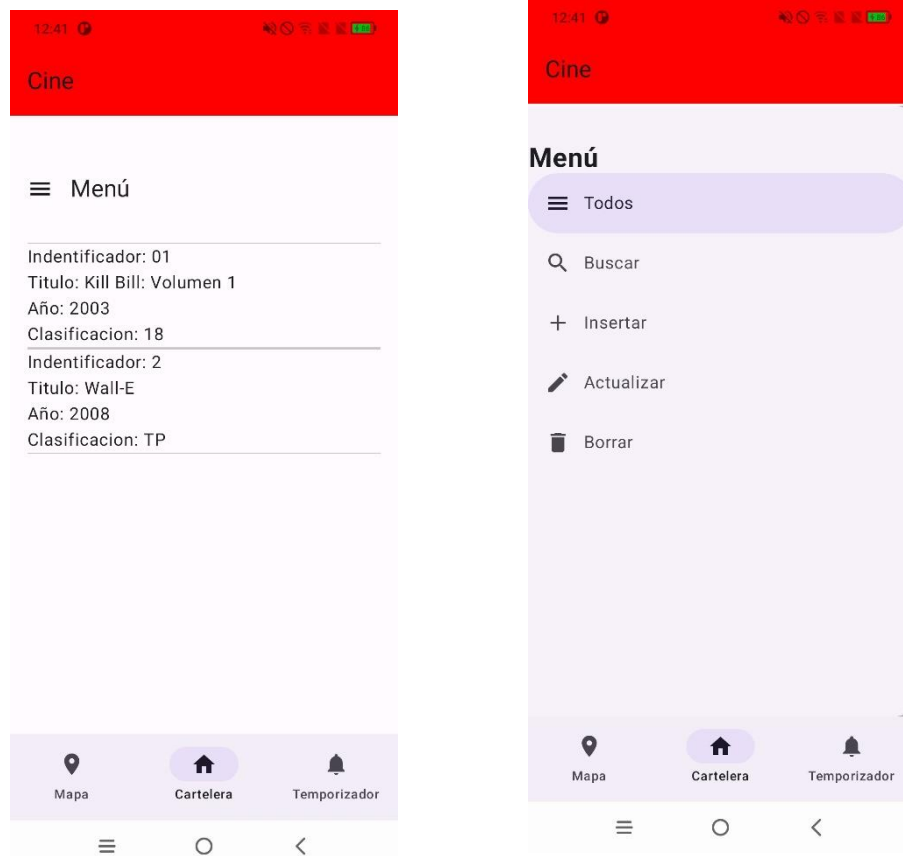 12:41
Cine
Menú
Indentificador: 01
Titulo: Kill Bill: Volumen 1
Año: 2003
Clasificacion: 18
Indentificador: 2
Titulo: Wall-E
Año: 2008
Clasificacion: TP
Mapa
Cartelera
Temporizador
12:41
Cine
Menú
Todos
Buscar
Insertar
Actualizar
Borrar
Mapa
Cartelera
Temporizador